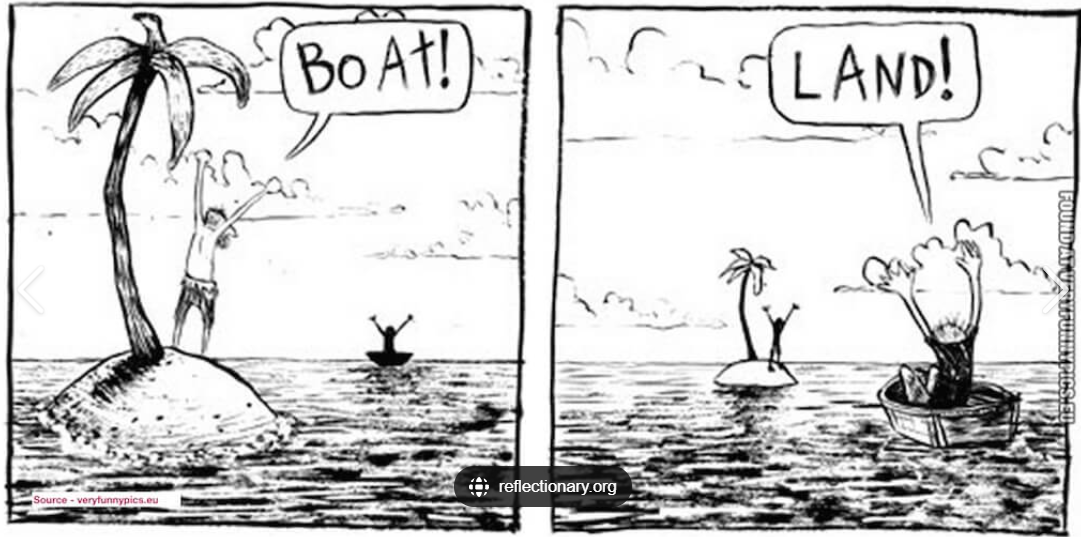 BOAt!
LAND!
FOUND AT VERYFUNNYPICS.EU
Source - veryfunnypics.eu
reflectionary.org